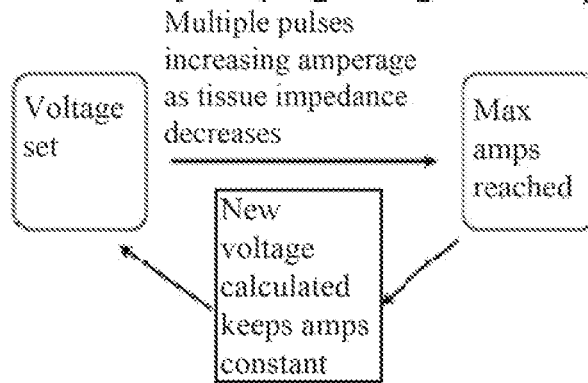 Multiple pulses
increasing amperage
as tissue impedance
decreases
Voltage
set
Max
amps
reached
New
voltage
calculated
keeps amps
constant